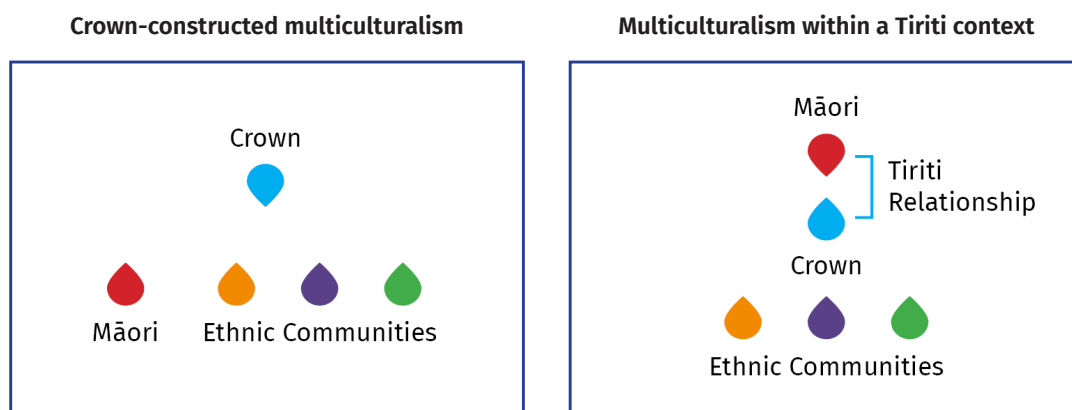 Crown-constructed multiculturalism
Crown
Māori
Ethnic Communities
Multiculturalism within a Tiriti context
Māori
Tiriti
Relationship
Crown
Ethnic Communities